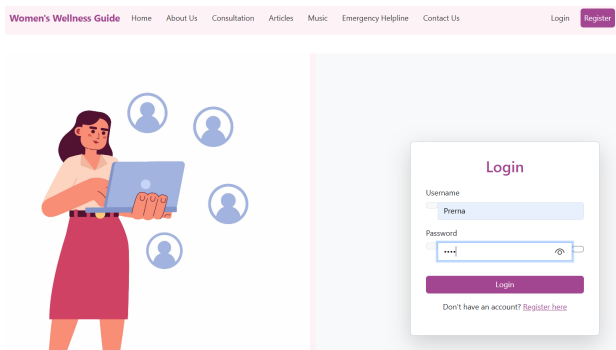 Women's Wellness Guide Home About Us Consultation Articles Music Emergency Helpline Contact Us Login Register
Login
Username
Prerna
Password
••••
Login
Don't have an account? Register here